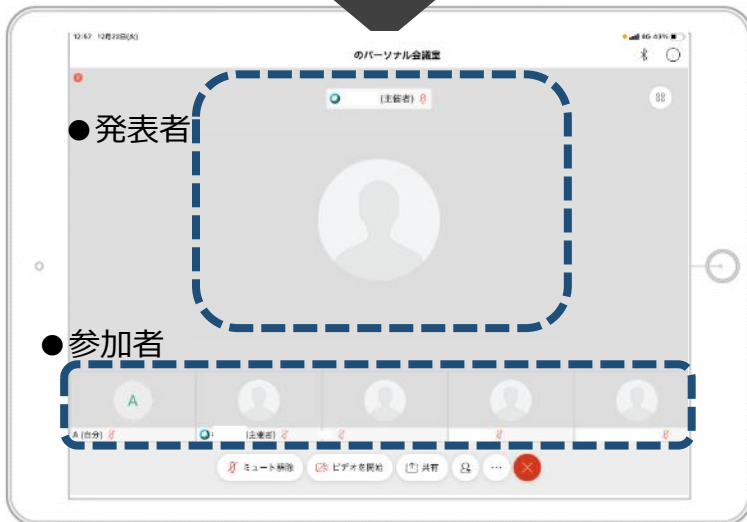 12:57 12月22日(火)
4G 43%
のパーソナル会議室
(主催者)
●発表者
●参加者
A
A (自分)
(主催者)
ミュート解除
ビデオを開始
共有